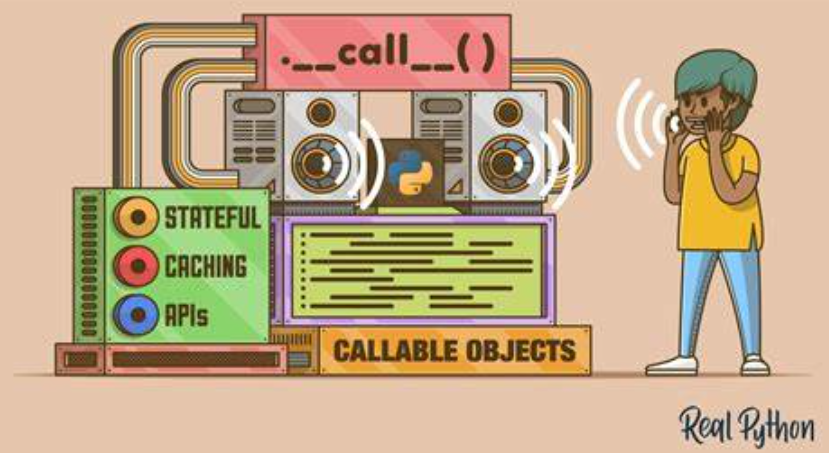 .__call__()
STATEFUL
CACHING
APIs
CALLABLE OBJECTS
Real Python